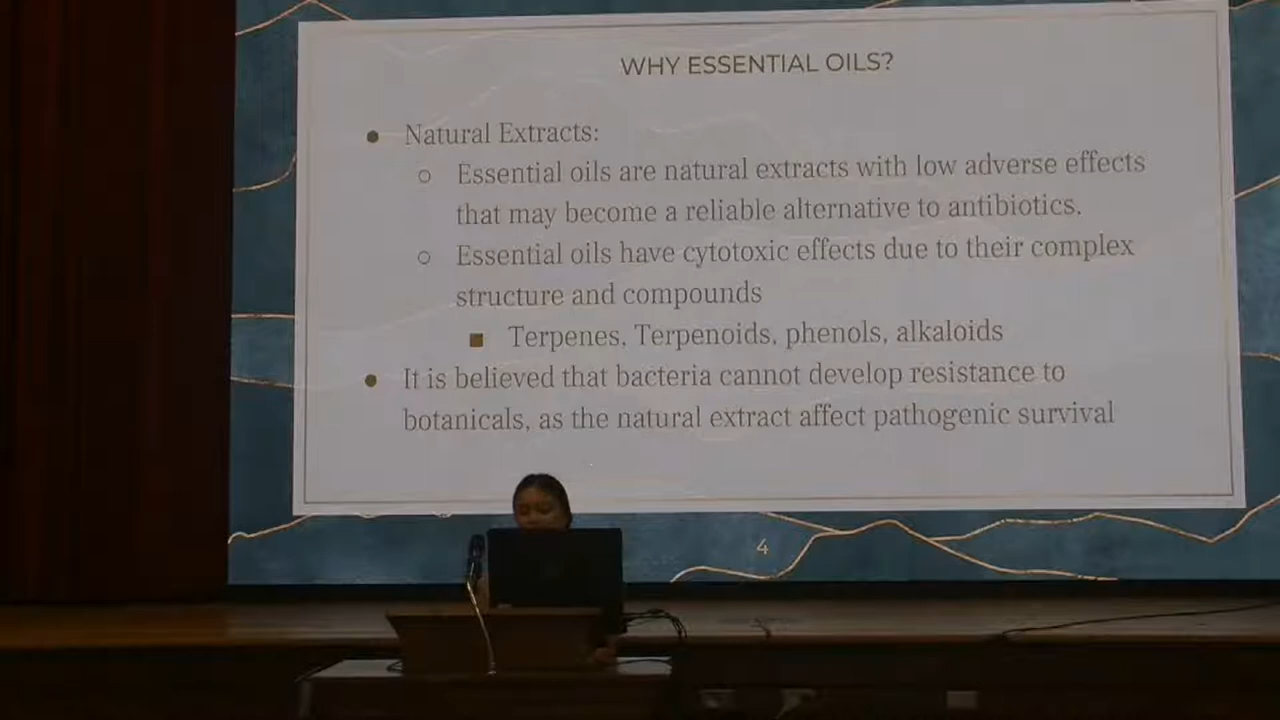 WHY ESSENTIAL OILS?
● Natural Extracts:
○ Essential oils are natural extracts with low adverse effects
that may become a reliable alternative to antibiotics.
○ Essential oils have cytotoxic effects due to their complex
structure and compounds
■ Terpenes, Terpenoids, phenols, alkaloids
● It is believed that bacteria cannot develop resistance to
botanicals, as the natural extract affect pathogenic survival
4